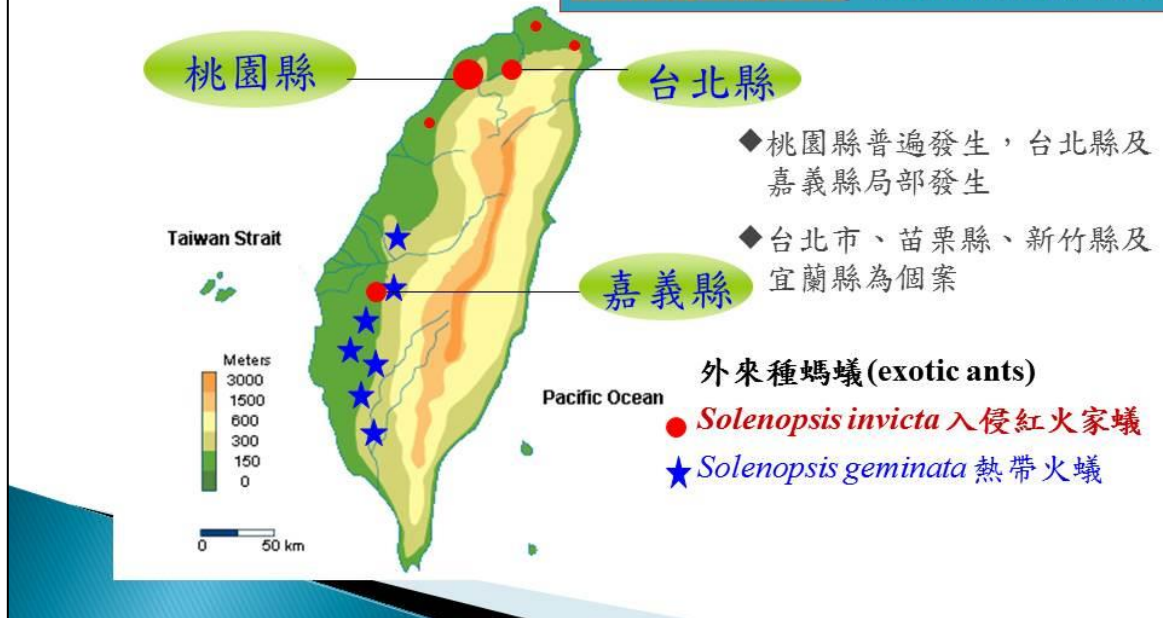 桃園縣
台北縣
◆桃園縣普遍發生，台北縣及
嘉義縣局部發生
Taiwan Strait
◆台北市、苗栗縣、新竹縣及
宜蘭縣為個案
嘉義縣
Meters
3000
1500
600
300
150
0
Pacific Ocean
外來種螞蟻(exotic ants)
Solenopsis invicta 入侵紅火家蟻
Solenopsis geminata 熱帶火蟻
0 50 km